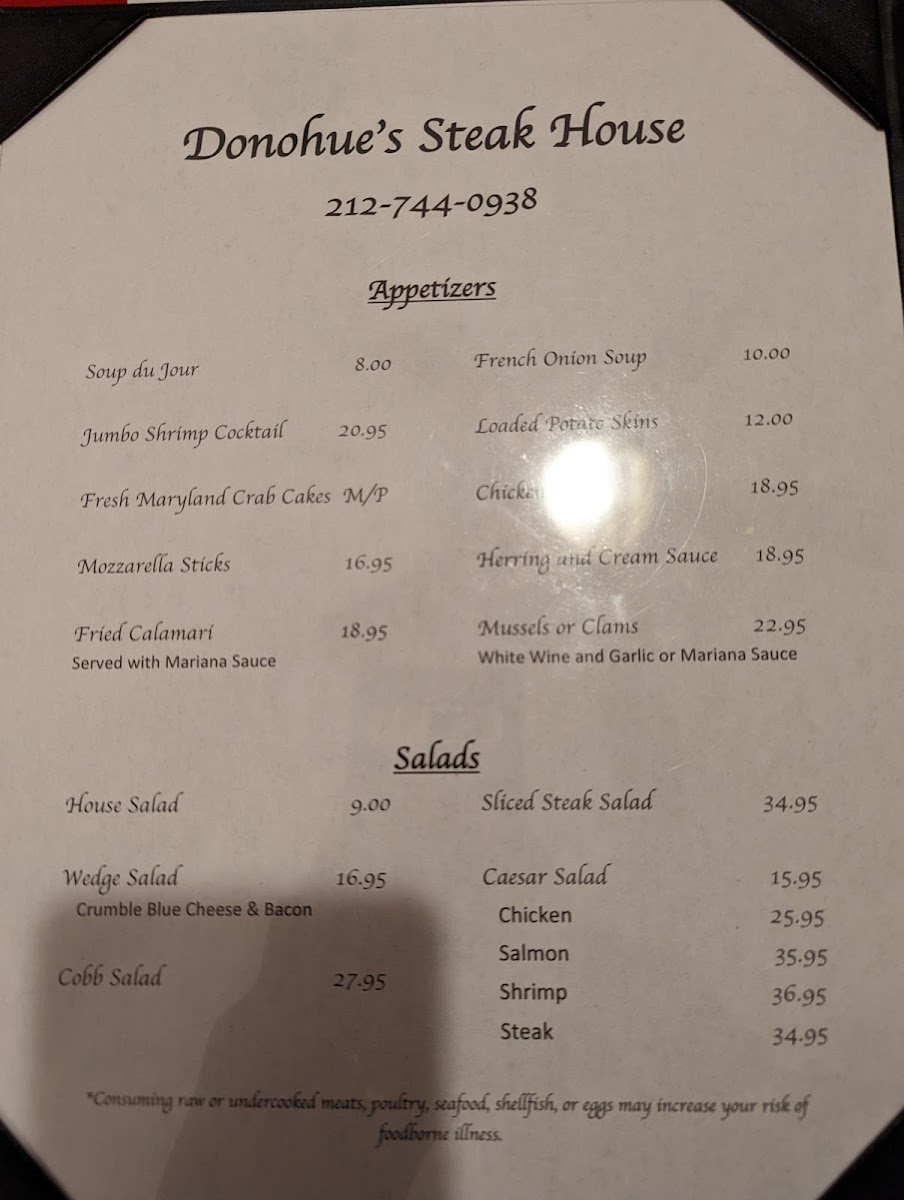 Donohue's Steak House
212-744-0938
Appetizers
Soup du Jour 8.00
French Onion Soup 10.00
Jumbo Shrimp Cocktail 20.95
Loaded Potato Skins 12.00
Fresh Maryland Crab Cakes M/P
18.95
Mozzarella Sticks 16.95
Herring and Cream Sauce 18.95
Fried Calamari 18.95
Served with Mariana Sauce
Mussels or Clams 22.95
White Wine and Garlic or Mariana Sauce
Salads
House Salad 9.00
Sliced Steak Salad 34.95
Wedge Salad 16.95
Crumble Blue Cheese & Bacon
Cobb Salad 27.95
Caesar Salad 15.95
Chicken 25.95
Salmon 35.95
Shrimp 36.95
Steak 34.95
*Consuming raw or undercooked meats, poultry, seafood, shellfish, or eggs may increase your risk of
foodborne illness.